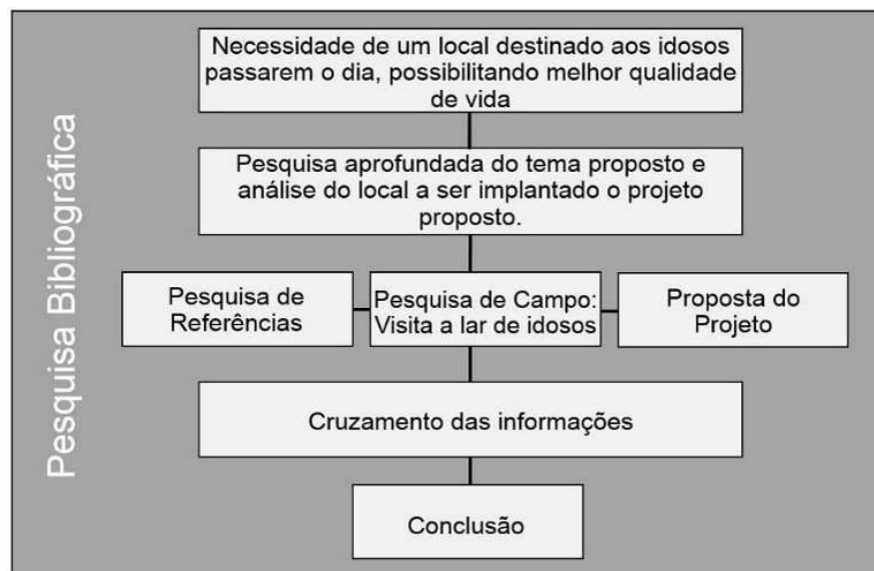 Pesquisa Bibliográfica
Necessidade de um local destinado aos idosos
passarem o dia, possibilitando melhor qualidade
de vida
Pesquisa aprofundada do tema proposto e
análise do local a ser implantado o projeto
proposto.
Pesquisa de
Referências
Pesquisa de Campo:
Visita a lar de idosos
Proposta do
Projeto
Cruzamento das informações
Conclusão